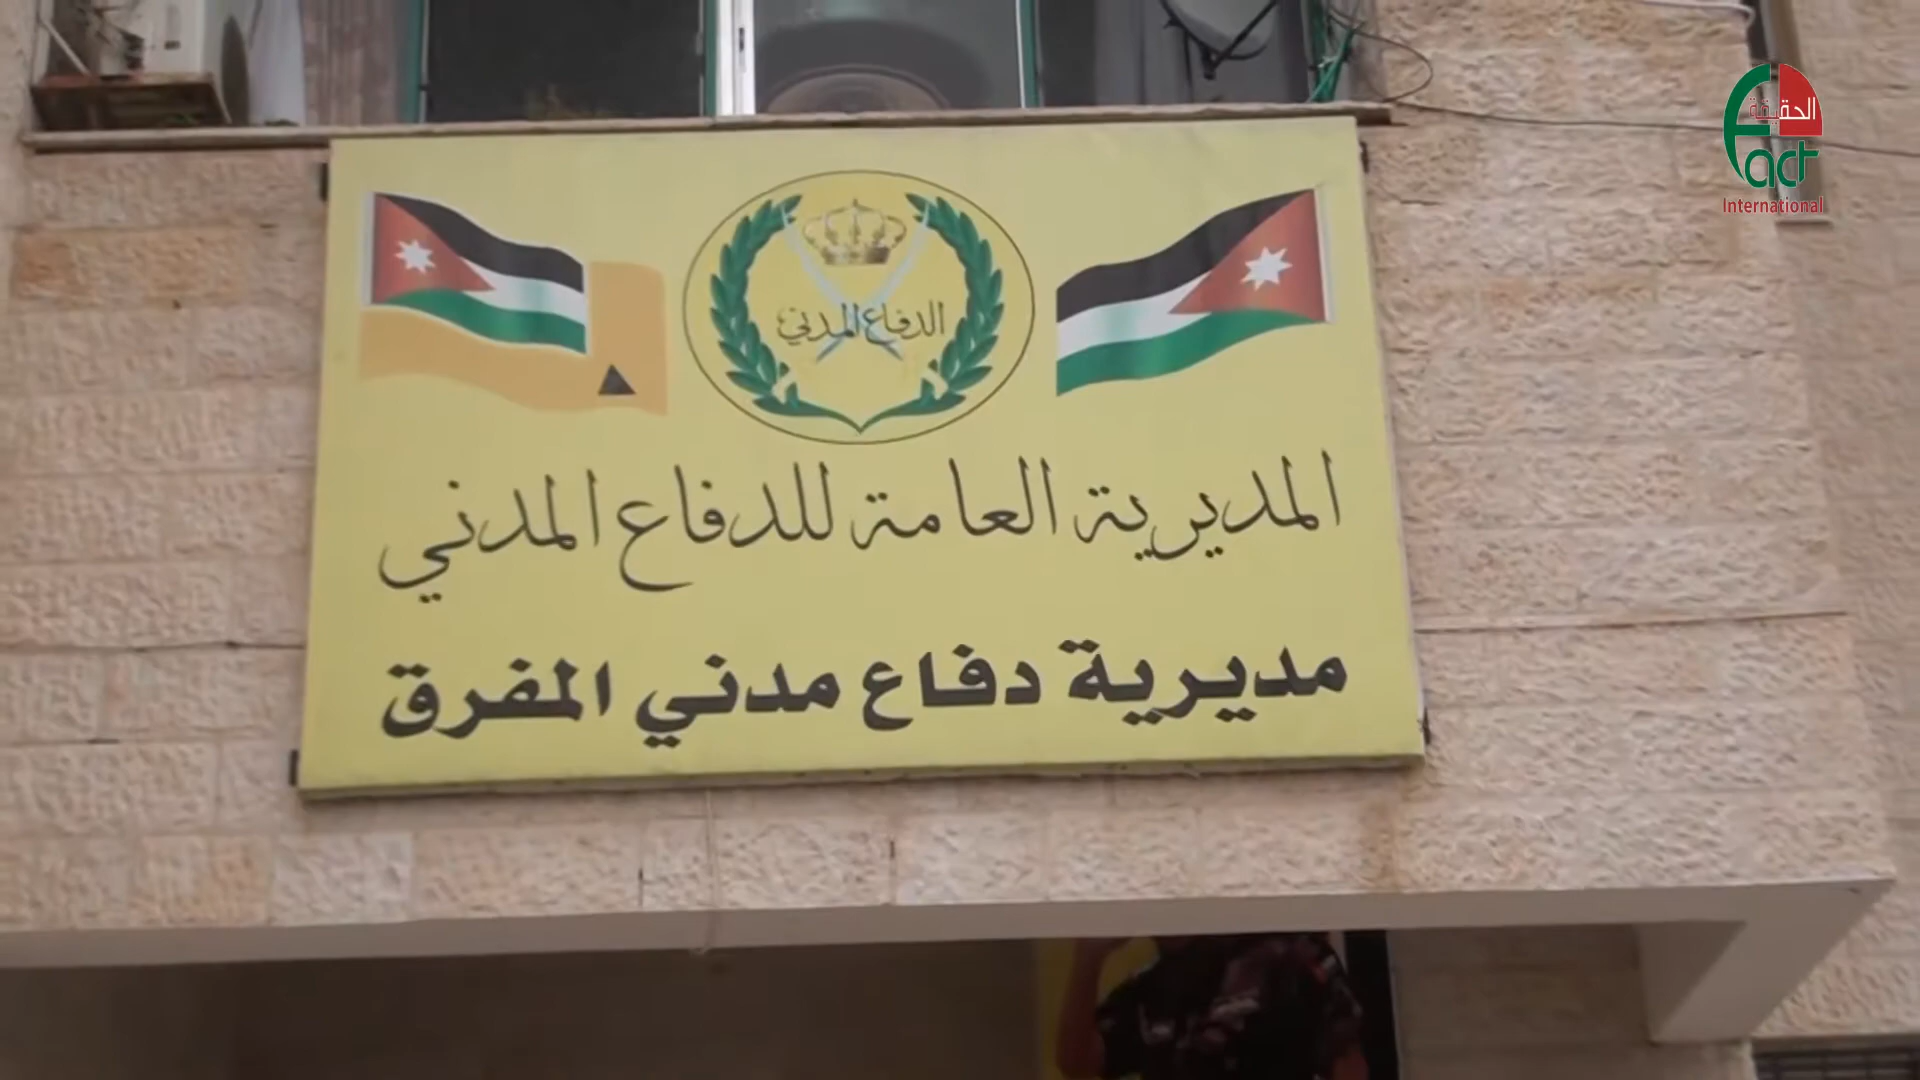 الحقيقة
Fact
International
الدفاع المدني
المديرية العامة للدفاع المدني
مديرية دفاع مدني المفرق